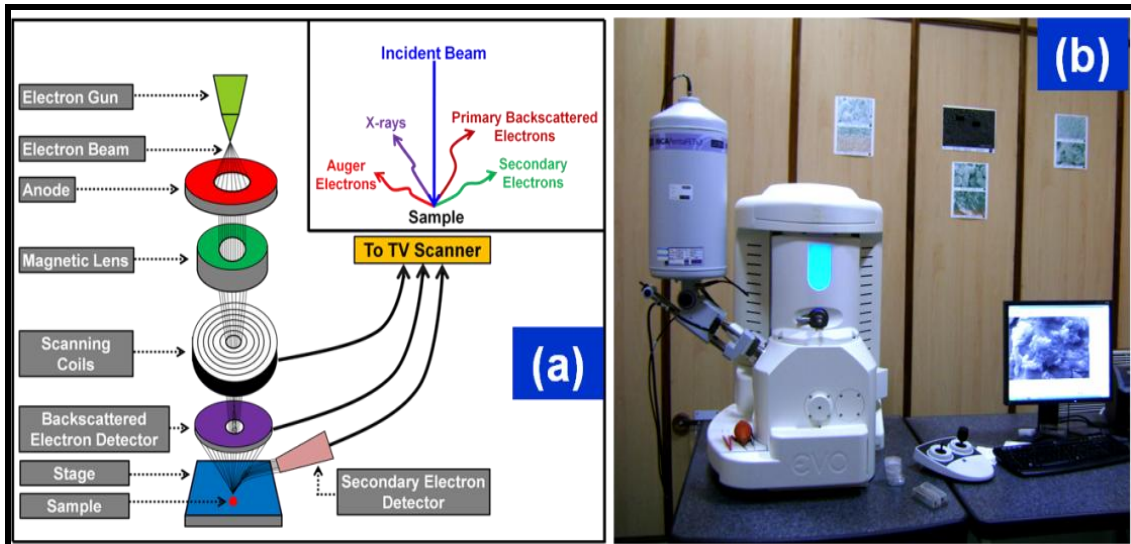 Electron Gun
Electron Beam
Anode
Magnetic Lens
Scanning
Coils
Backscattered
Electron Detector
Stage
Sample
Incident Beam
X-rays
Primary Backscattered
Electrons
Auger
Electrons
Secondary
Electrons
Sample
To TV Scanner
(a)
Secondary Electron
Detector
(b)
evo